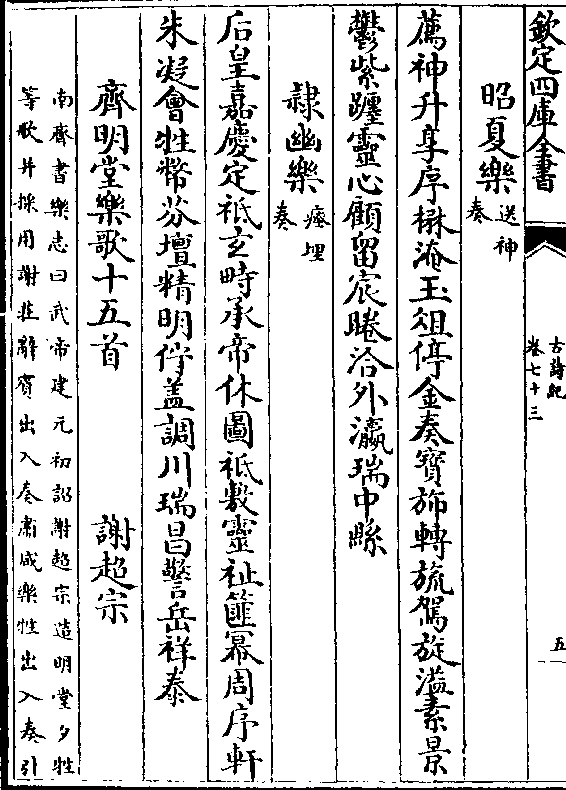 欽定四庫全書
古詩紀
卷七十三
五
昭夏樂送神奏
薦神升享序楙淹玉俎停金奏寶斾轉旒駕旋溢素景
鬱紫躔靈心顧留宸睠洽外瀛瑞中縣
隷幽樂瘞埋奏
后皇嘉慶定祗玄畤承帝休圖祗敷靈祉篚冪周序軒
朱凝會牲幣芬壇精明佇蓋調川瑞昌警岳祥泰
齊明堂樂歌十五首 謝超宗
南齊書樂志曰武帝建元初詔謝超宗造明堂夕牲
等歌并採用謝莊辭賓出入奏肅咸樂牲出入奏引